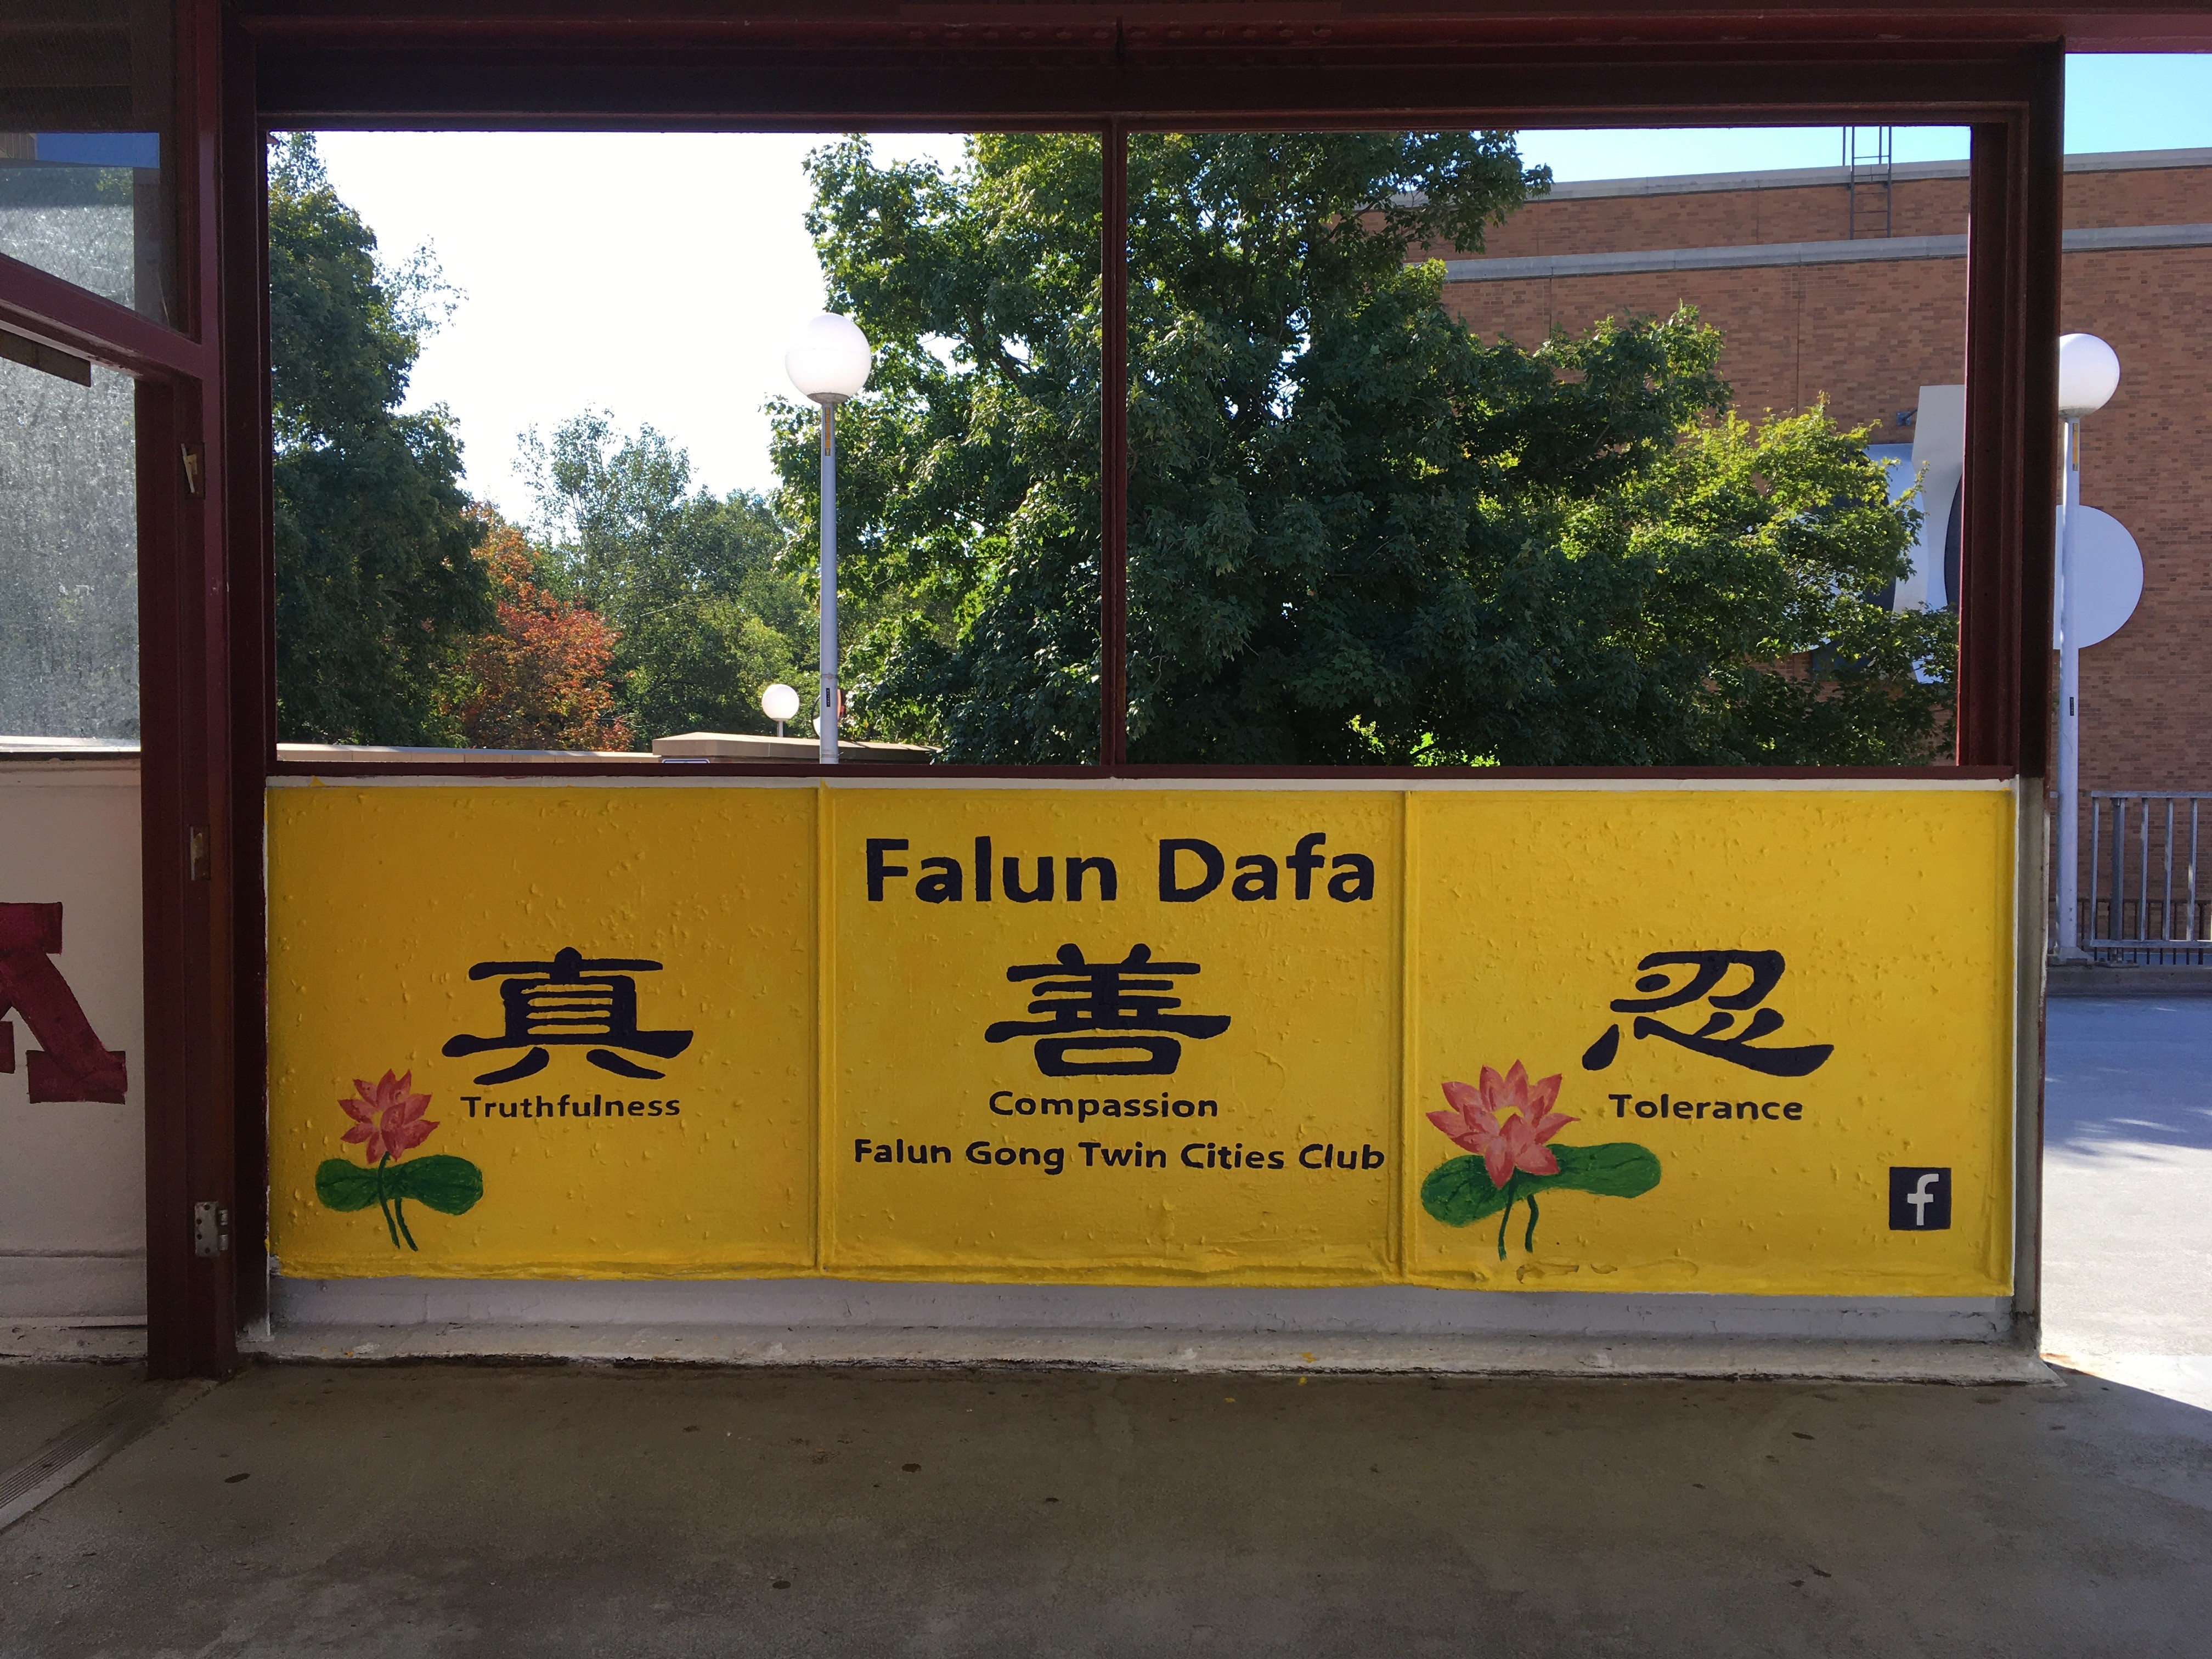 Falun Dafa
真 善 忍
Truthfulness Compassion Tolerance
Falun Gong Twin Cities Club
f